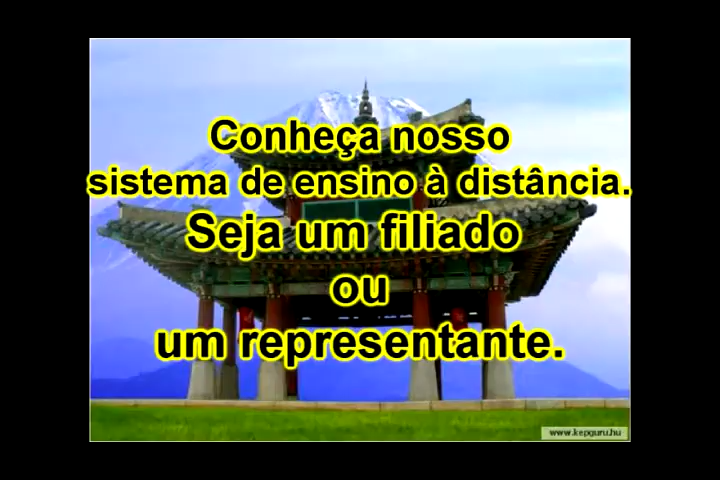 Conheça nosso
sistema de ensino à distância.
Seja um filiado
ou
um representante.
www.kepguru.hu